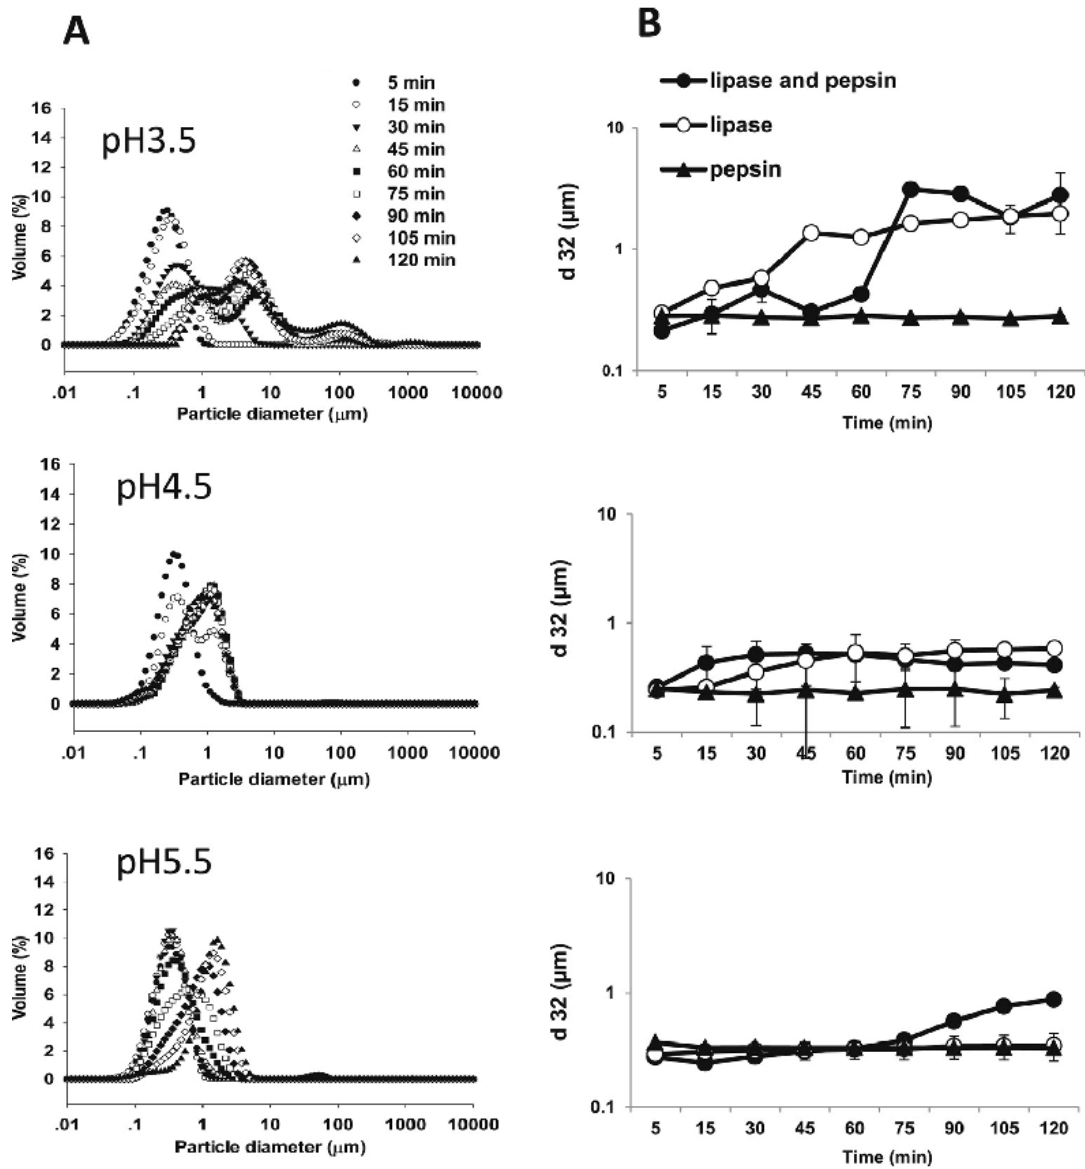 A
5 min
15 min
30 min
45 min
60 min
75 min
90 min
105 min
120 min
pH3.5
Volume (%)
16
14
12
10
8
6
4
2
0
.01 .1 1 10 100 1000 10000
Particle diameter (μm)
pH4.5
Volume (%)
16
14
12
10
8
6
4
2
0
.01 0.1 1 10 100 1000 10000
Particle diameter (μm)
pH5.5
Volume (%)
16
14
12
10
8
6
4
2
0
.01 .1 1 10 100 1000 10000
Particle diameter (μm)
B
lipase and pepsin
lipase
pepsin
d 32 (μm)
10
1
0.1
5 15 30 45 60 75 90 105 120
Time (min)
d 32 (μm)
10
1
0.1
5 15 30 45 60 75 90 105 120
Time (min)
d 32 (μm)
10
1
0.1
5 15 30 45 60 75 90 105 120
Time (min)